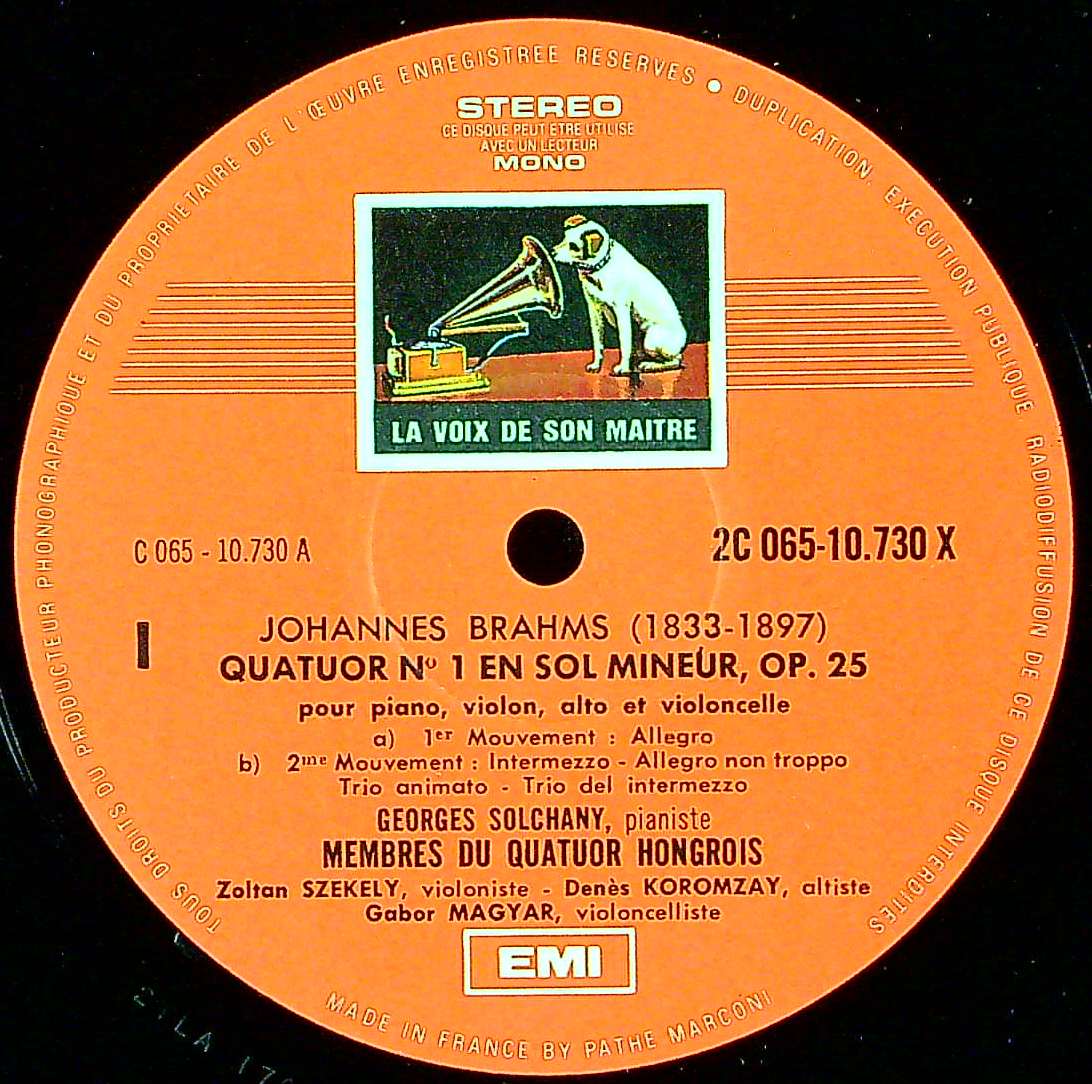 TOUS DROITS DU PRODUCTEUR PHONOGRAPHIQUE ET DU PROPRIETAIRE DE L'ŒUVRE ENREGISTREE RESERVES • DUPLICATION. EXECUTION PUBLIQUE RADIODIFFUSION DE CE DISQUE INTERDITES
STEREO
CE DISQUE PEUT ETRE UTILISE
AVEC UN LECTEUR
MONO
LA VOIX DE SON MAITRE
C 065 - 10.730 A
2C 065-10.730 X
I
JOHANNES BRAHMS (1833-1897)
QUATUOR Nº 1 EN SOL MINEUR, OP. 25
pour piano, violon, alto et violoncelle
a) 1er Mouvement : Allegro
b) 2me Mouvement : Intermezzo - Allegro non troppo
Trio animato - Trio del intermezzo
GEORGES SOLCHANY, pianiste
MEMBRES DU QUATUOR HONGROIS
Zoltan SZEKELY, violoniste - Denès KOROMZAY, altiste
Gabor MAGYAR, violoncelliste
EMI
MADE IN FRANCE BY PATHE MARCONI